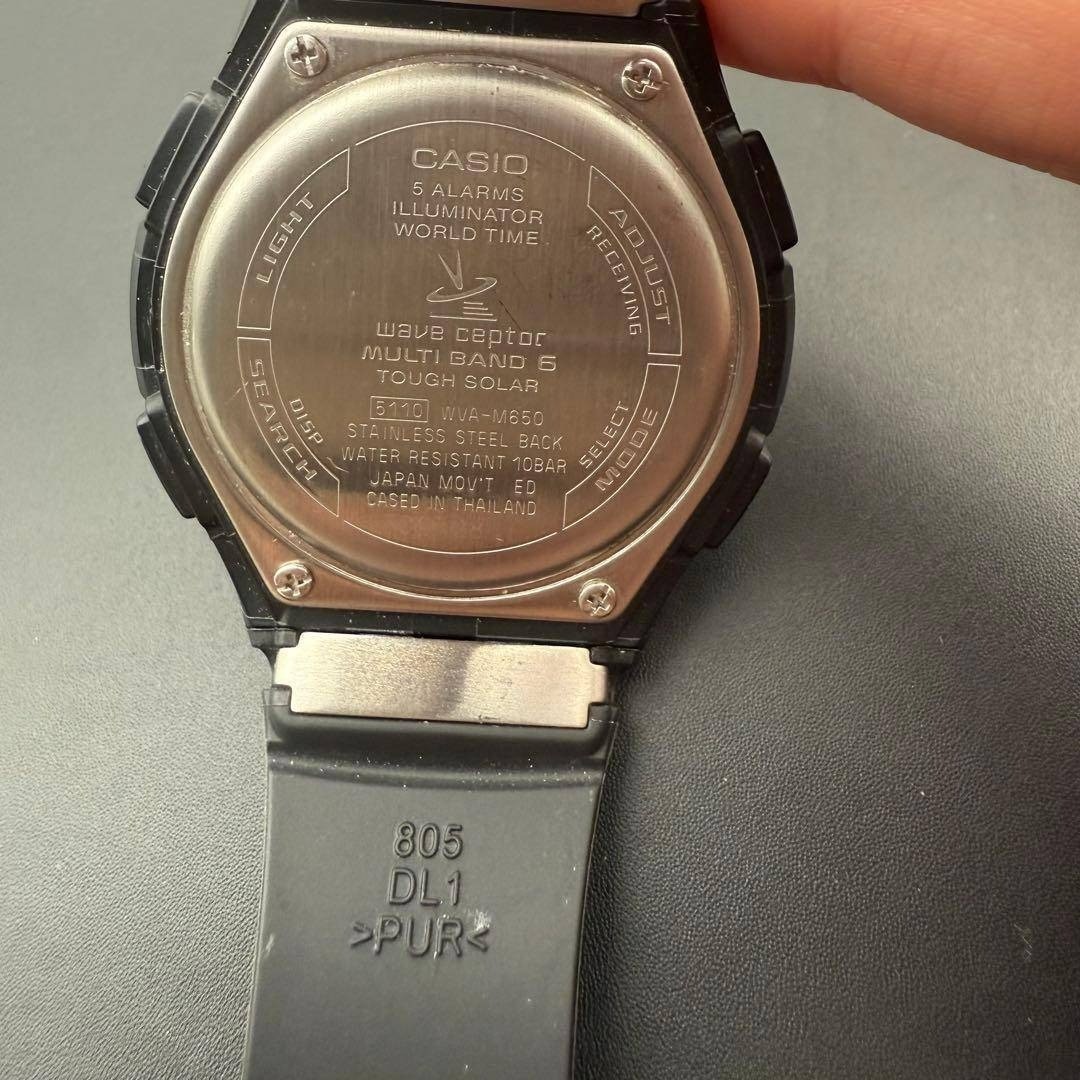 CASIO
5 ALARMS
ILLUMINATOR
WORLD TIME
LIGHT
ADJUST
RECEIVING
wave ceptor
MULTI BAND 6
TOUGH SOLAR
5110 WVA-M650
STAINLESS STEEL BACK
WATER RESISTANT 10BAR
JAPAN MOV'T ED
CASED IN THAILAND
SEARCH
DISP
SELECT
MODE
805
DL1
>PUR<